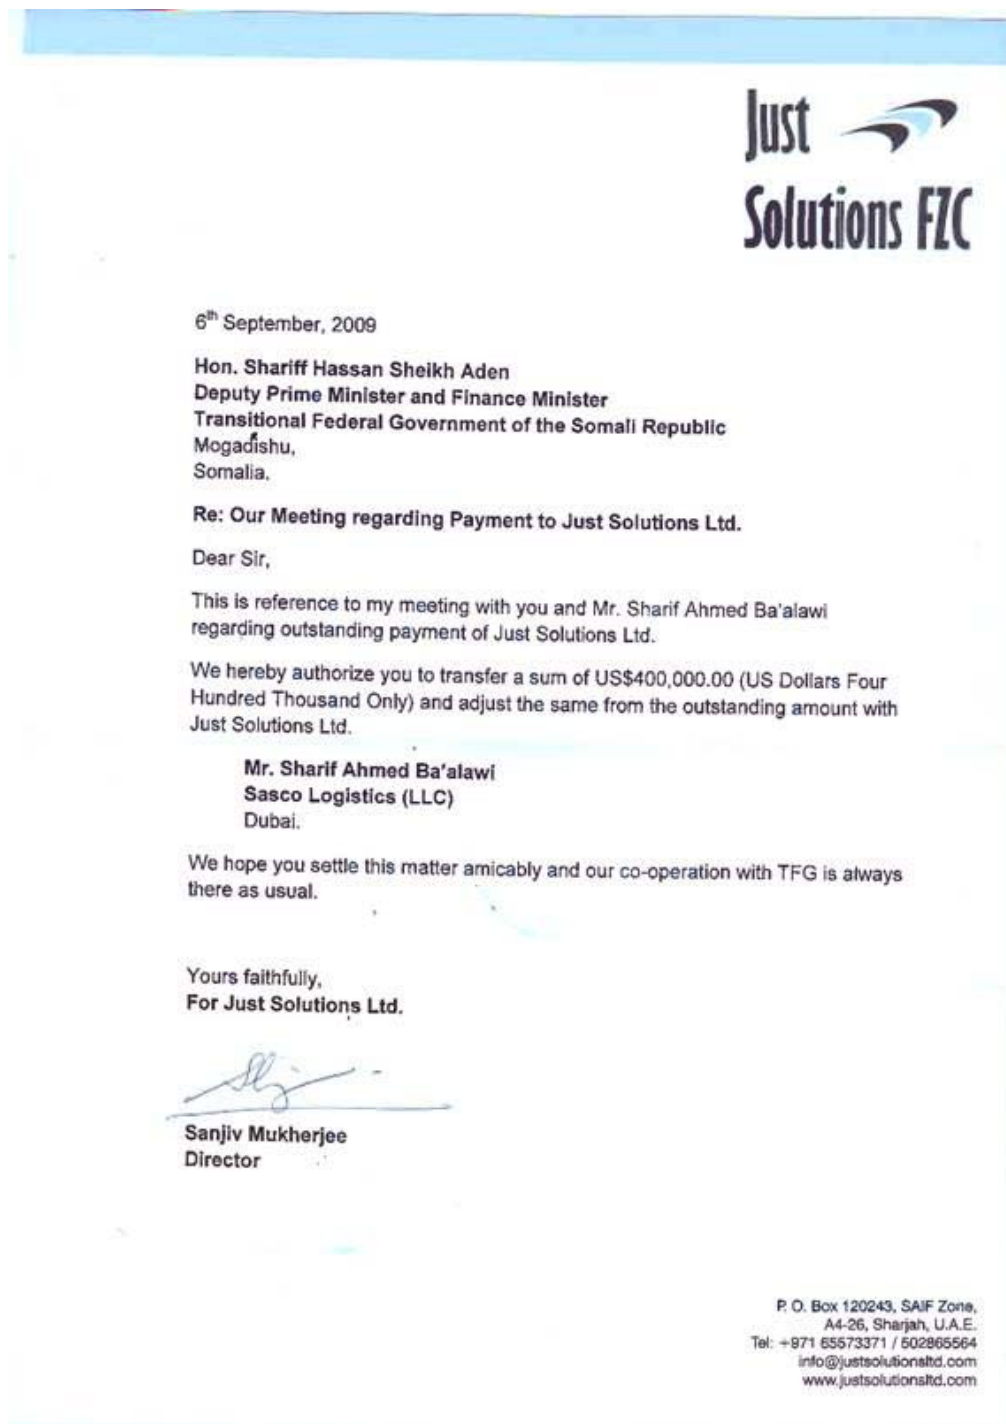 Just
Solutions FZC
6th September, 2009
Hon. Shariff Hassan Sheikh Aden
Deputy Prime Minister and Finance Minister
Transitional Federal Government of the Somali Republic
Mogadishu,
Somalia.
Re: Our Meeting regarding Payment to Just Solutions Ltd.
Dear Sir,
This is reference to my meeting with you and Mr. Sharif Ahmed Ba'alawi
regarding outstanding payment of Just Solutions Ltd.
We hereby authorize you to transfer a sum of US$400,000.00 (US Dollars Four
Hundred Thousand Only) and adjust the same from the outstanding amount with
Just Solutions Ltd.
Mr. Sharif Ahmed Ba'alawi
Sasco Logistics (LLC)
Dubai.
We hope you settle this matter amicably and our co-operation with TFG is always
there as usual.
Yours faithfully,
For Just Solutions Ltd.
Sanjiv Mukherjee
Director
P. O. Box 120243, SAIF Zone,
A4-26, Sharjah, U.A.E.
Tel: +971 65573371 / 502865564
info@justsolutionsltd.com
www.justsolutionsltd.com